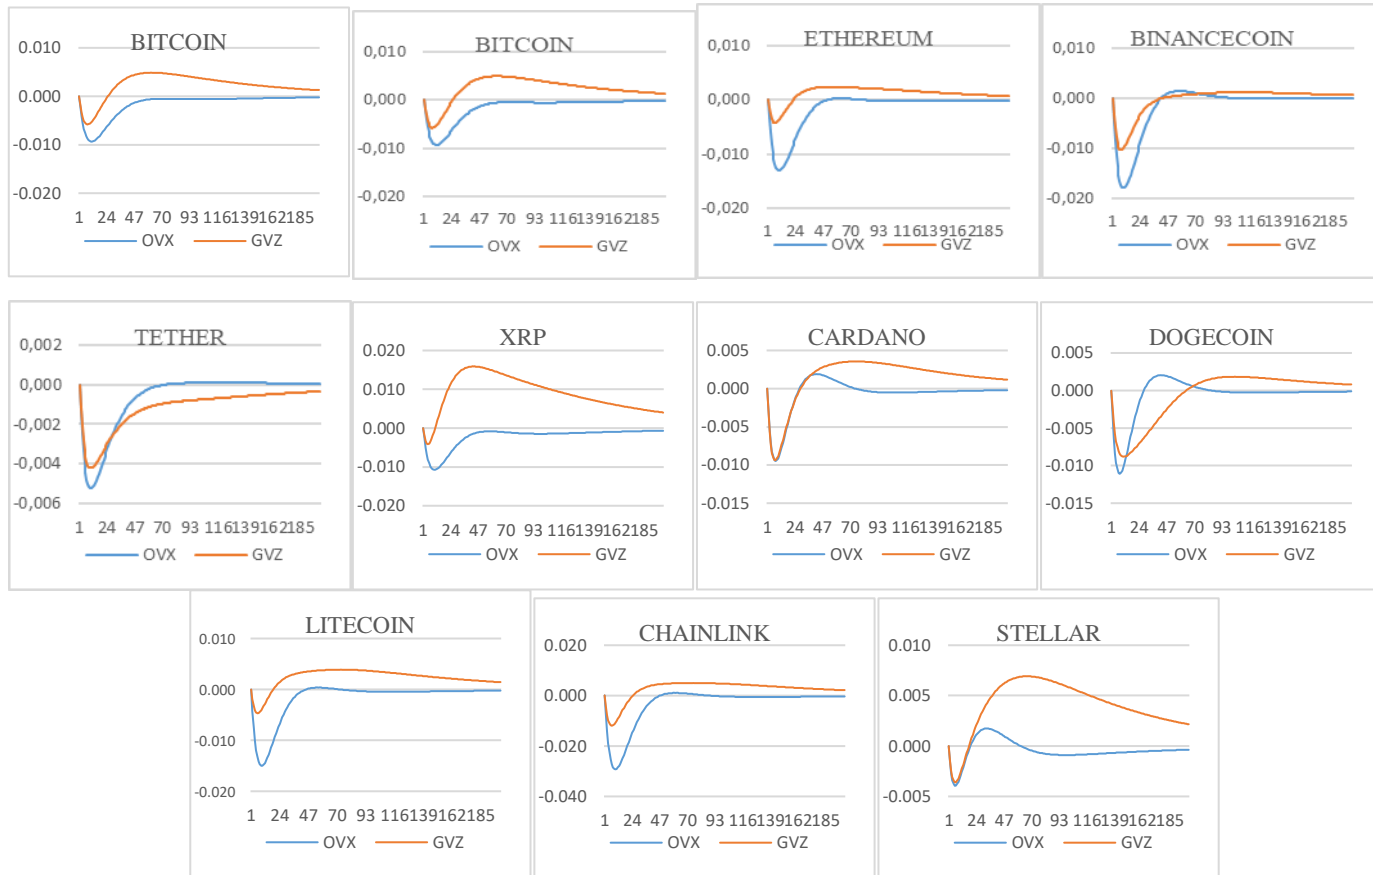 BITCOIN
0.010
0.000
-0.010
-0.020
1 24 47 70 93 116139162185
OVX GVZ
BITCOIN
0,010
0,000
-0,010
-0,020
1 24 47 70 93 116139162185
OVX GVZ
ETHEREUM
0,010
0,000
-0,010
-0,020
1 24 47 70 93 116139162185
OVX GVZ
BINANCECOIN
0,010
0,000
-0,010
-0,020
1 24 47 70 93 116139162185
OVX GVZ
TETHER
0,002
0,000
-0,002
-0,004
-0,006
1 24 47 70 93 116139162185
OVX GVZ
XRP
0.020
0.010
0.000
-0.010
-0.020
1 24 47 70 93 116139162185
OVX GVZ
CARDANO
0.005
0.000
-0.005
-0.010
-0.015
1 24 47 70 93 116139162185
OVX GVZ
DOGECOIN
0.005
0.000
-0.005
-0.010
-0.015
1 24 47 70 93 116139162185
OVX GVZ
LITECOIN
0.010
0.000
-0.010
-0.020
1 24 47 70 93 116139162185
OVX GVZ
CHAINLINK
0.020
0.000
-0.020
-0.040
1 24 47 70 93 116139162185
OVX GVZ
STELLAR
0.010
0.005
0.000
-0.005
1 24 47 70 93 116139162185
OVX GVZ